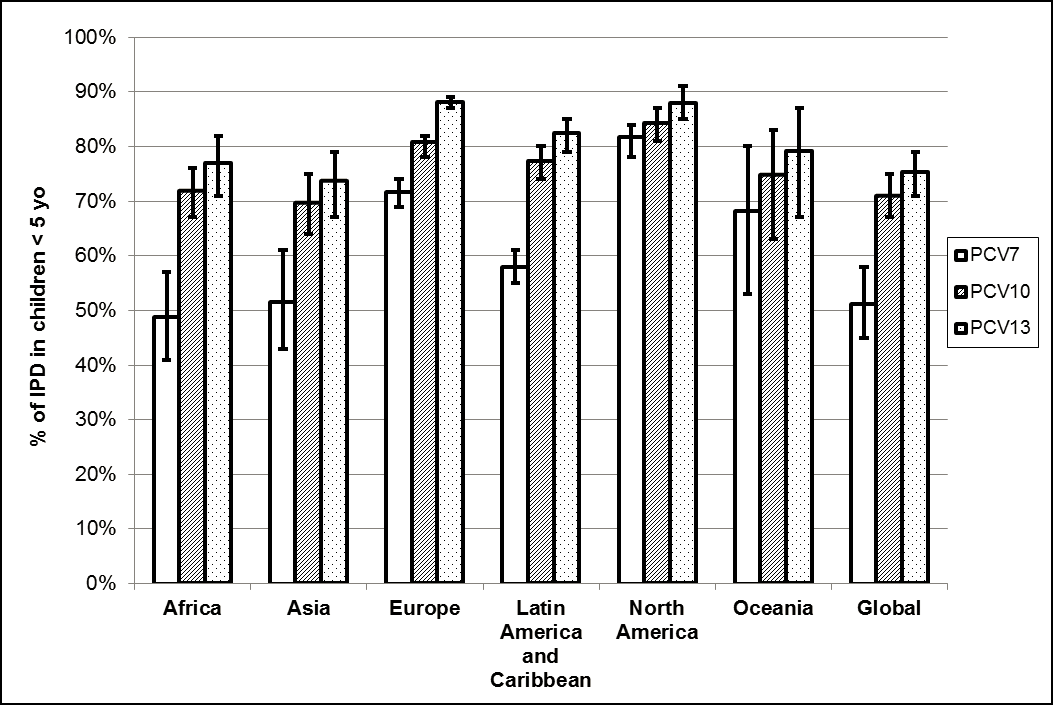 % of IPD in children < 5 yo
100%
90%
80%
70%
60%
50%
40%
30%
20%
10%
0%
Africa
Asia
Europe
Latin
America
and
Caribbean
North
America
Oceania
Global
PCV7
PCV10
PCV13